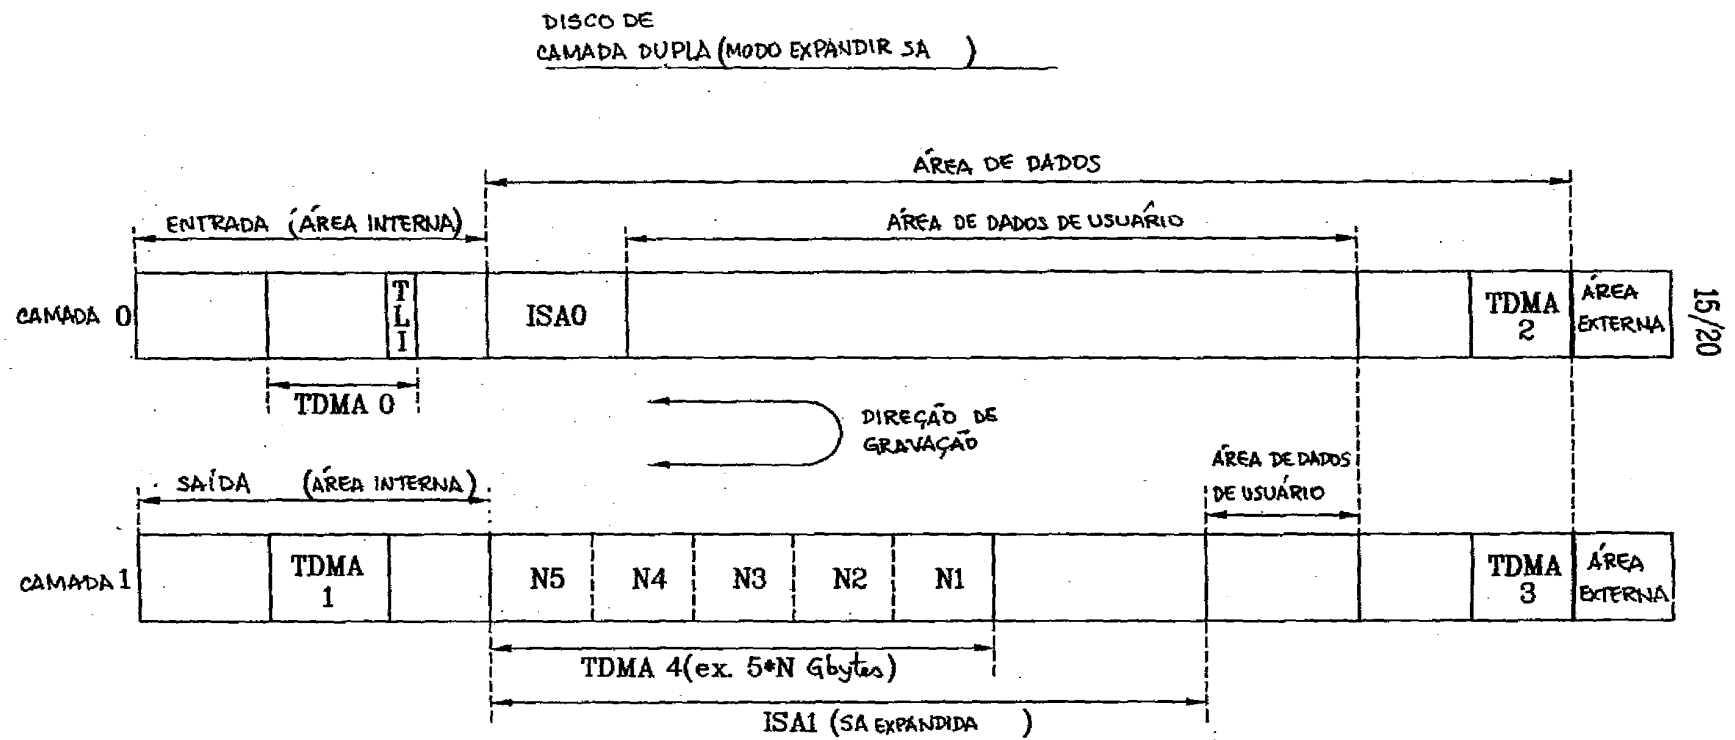 DISCO DE
CAMADA DUPLA (MODO EXPANDIR SA )
ÁREA DE DADOS
ENTRADA (ÁREA INTERNA)
ÁREA DE DADOS DE USUÁRIO
CAMADA 0
TLI
ISA0
TDMA 2
ÁREA EXTERNA
15/20
TDMA 0
DIREÇÃO DE
GRAVAÇÃO
SAÍDA (ÁREA INTERNA)
ÁREA DE DADOS
DE USUÁRIO
CAMADA 1
TDMA 1
N5 N4 N3 N2 N1
TDMA 3
ÁREA EXTERNA
TDMA 4(ex. 5*N Gbytes)
ISA1 (SA EXPANDIDA )